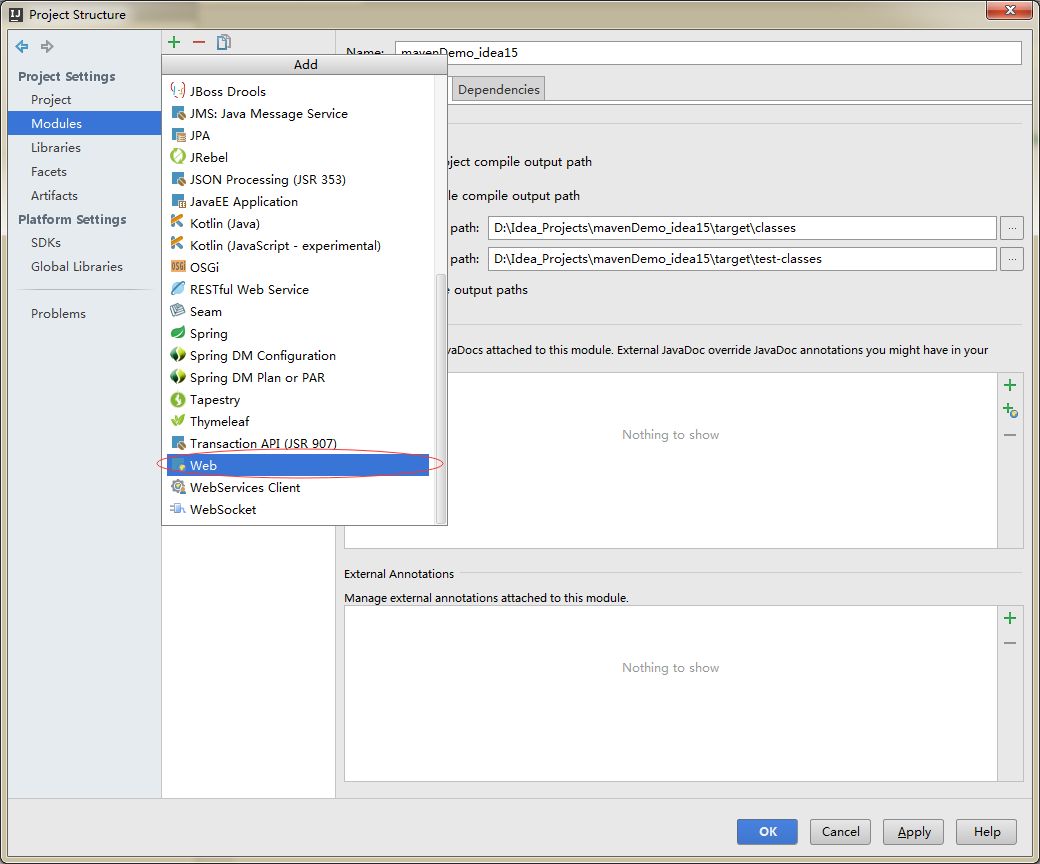 Project Structure
Project Settings
Project
Modules
Libraries
Facets
Artifacts
Platform Settings
SDKs
Global Libraries
Problems
Add
JBoss Drools
JMS: Java Message Service
JPA
JRebel
JSON Processing (JSR 353)
JavaEE Application
Kotlin (Java)
Kotlin (JavaScript - experimental)
OSGi
RESTful Web Service
Seam
Spring
Spring DM Configuration
Spring DM Plan or PAR
Tapestry
Thymeleaf
Transaction API (JSR 907)
Web
WebServices Client
WebSocket
Name: mavenDemo_idea15
Dependencies
ject compile output path
le compile output path
path: D:\Idea_Projects\mavenDemo_idea15\target\classes ...
path: D:\Idea_Projects\mavenDemo_idea15\target\test-classes ...
e output paths
vaDocs attached to this module. External JavaDoc override JavaDoc annotations you might have in your
Nothing to show
External Annotations
Manage external annotations attached to this module.
Nothing to show
OK Cancel Apply Help